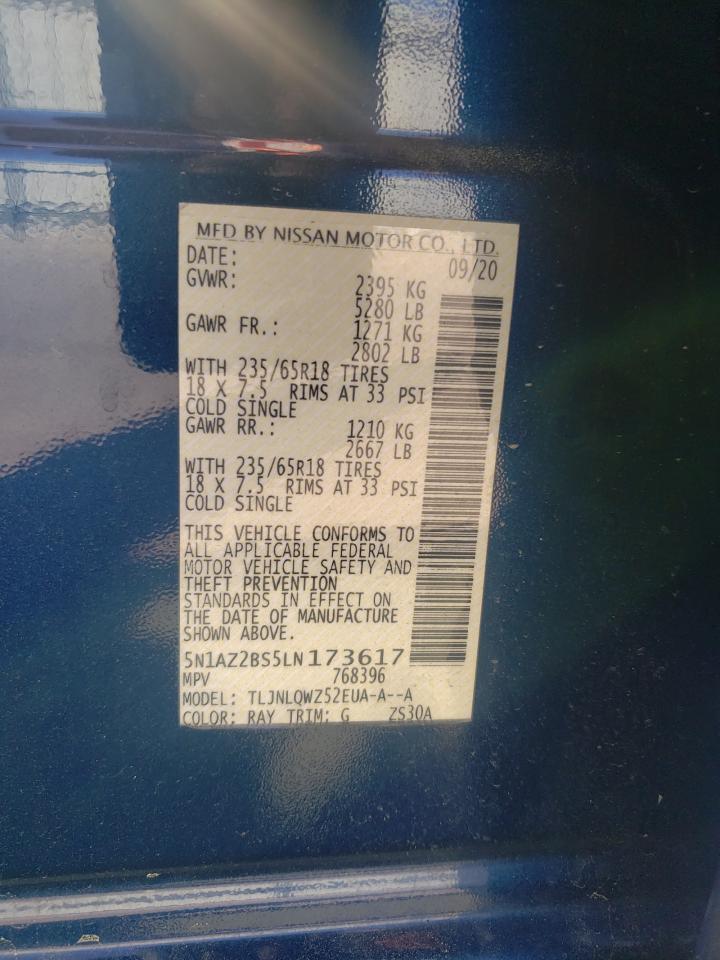 MFD BY NISSAN MOTOR CO., LTD.
DATE: 09/20
GVWR: 2395 KG
5280 LB
GAWR FR.: 1271 KG
2802 LB
WITH 235/65R18 TIRES
18 X 7.5 RIMS AT 33 PSI
COLD SINGLE
GAWR RR.: 1210 KG
2667 LB
WITH 235/65R18 TIRES
18 X 7.5 RIMS AT 33 PSI
COLD SINGLE
THIS VEHICLE CONFORMS TO
ALL APPLICABLE FEDERAL
MOTOR VEHICLE SAFETY AND
THEFT PREVENTION
STANDARDS IN EFFECT ON
THE DATE OF MANUFACTURE
SHOWN ABOVE.
5N1AZ2BS5LN173617
MPV 768396
MODEL: TLJNLQWZ52EUA-A--A
COLOR: RAY TRIM: G ZS30A